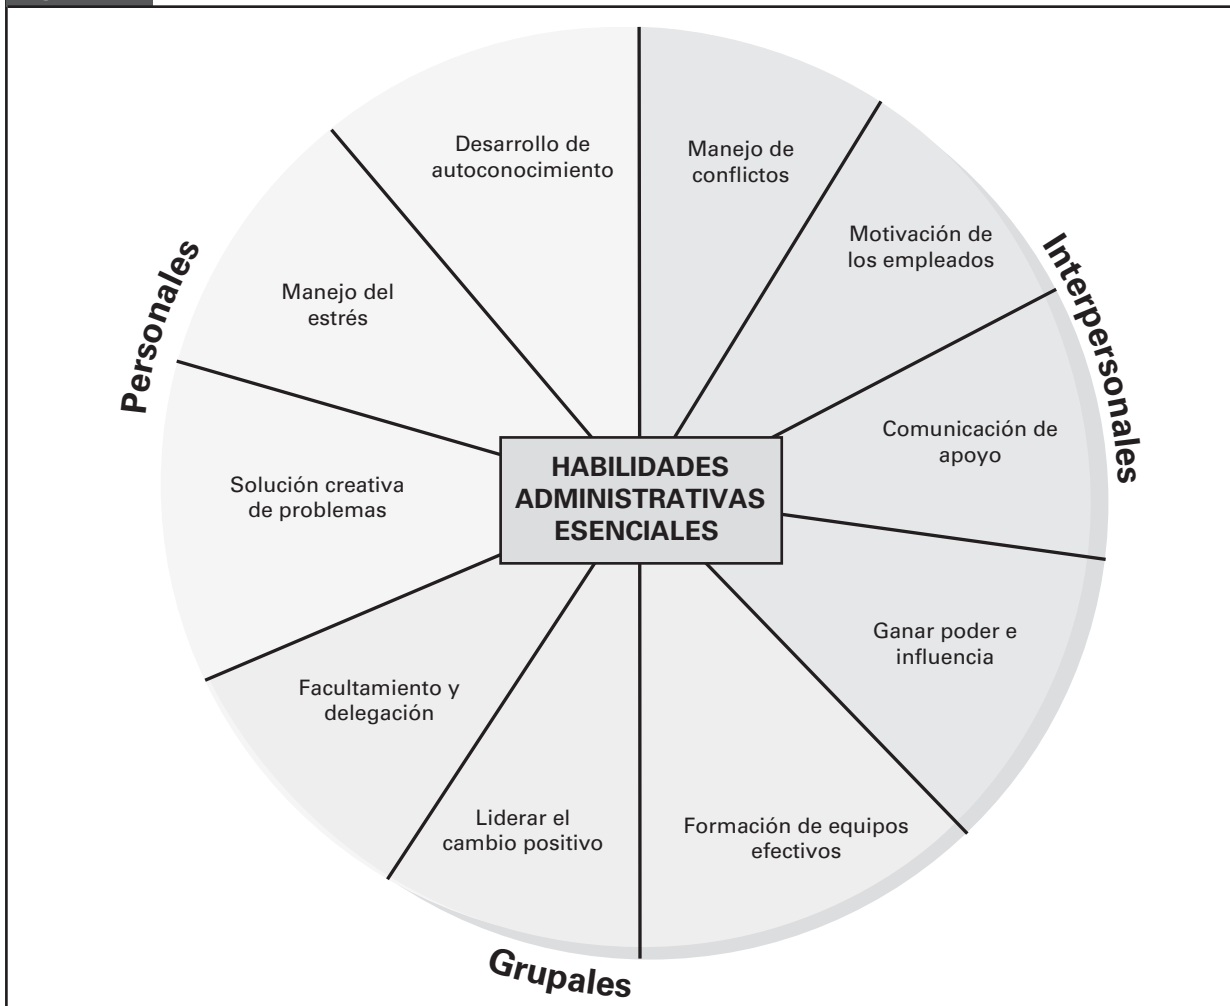 Desarrollo de
autoconocimiento
Manejo de
conflictos
Motivación de
los empleados
Manejo del
estrés
Personales
Interpersonales
Comunicación de
apoyo
HABILIDADES
ADMINISTRATIVAS
ESENCIALES
Solución creativa
de problemas
Ganar poder e
influencia
Facultamiento y
delegación
Liderar el
cambio positivo
Formación de equipos
efectivos
Grupales